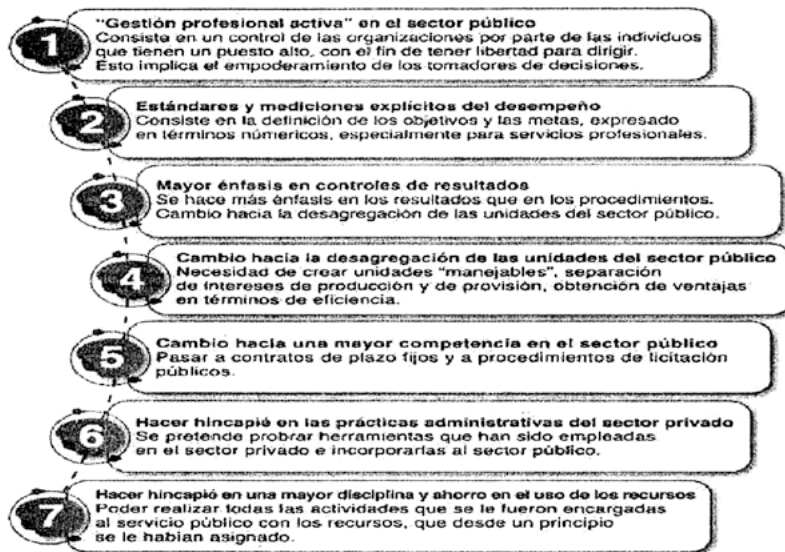 1
"Gestión profesional activa" en el sector público
Consiste en un control de las organizaciones por parte de las individuos
que tienen un puesto alto, con el fin de tener libertad para dirigir.
Esto implica el empoderamiento de los tomadores de decisiones.
2
Estándares y mediciones explícitos del desempeño
Consiste en la definición de los objetivos y las metas, expresado
en términos númericos, especialmente para servicios profesionales.
3
Mayor énfasis en controles de resultados
Se hace más énfasis en los resultados que en los procedimientos.
Cambio hacia la desagregación de las unidades del sector público.
4
Cambio hacia la desagregación de las unidades del sector público
Necesidad de crear unidades "manejables", separación
de intereses de producción y de provisión, obtención de ventajas
en términos de eficiencia.
5
Cambio hacia una mayor competencia en el sector público
Pasar a contratos de plazo fijos y a procedimientos de licitación
públicos.
6
Hacer hincapié en las prácticas administrativas del sector privado
Se pretende probrar herramientas que han sido empleadas
en el sector privado e incorporarlas al sector público.
7
Hacer hincapió en una mayor disciplina y ahorro en el uso de los recursos
Poder realizar todas las actividades que se le fueron encargadas
al servicio público con los recursos, que desde un principio
se le habían asignado.